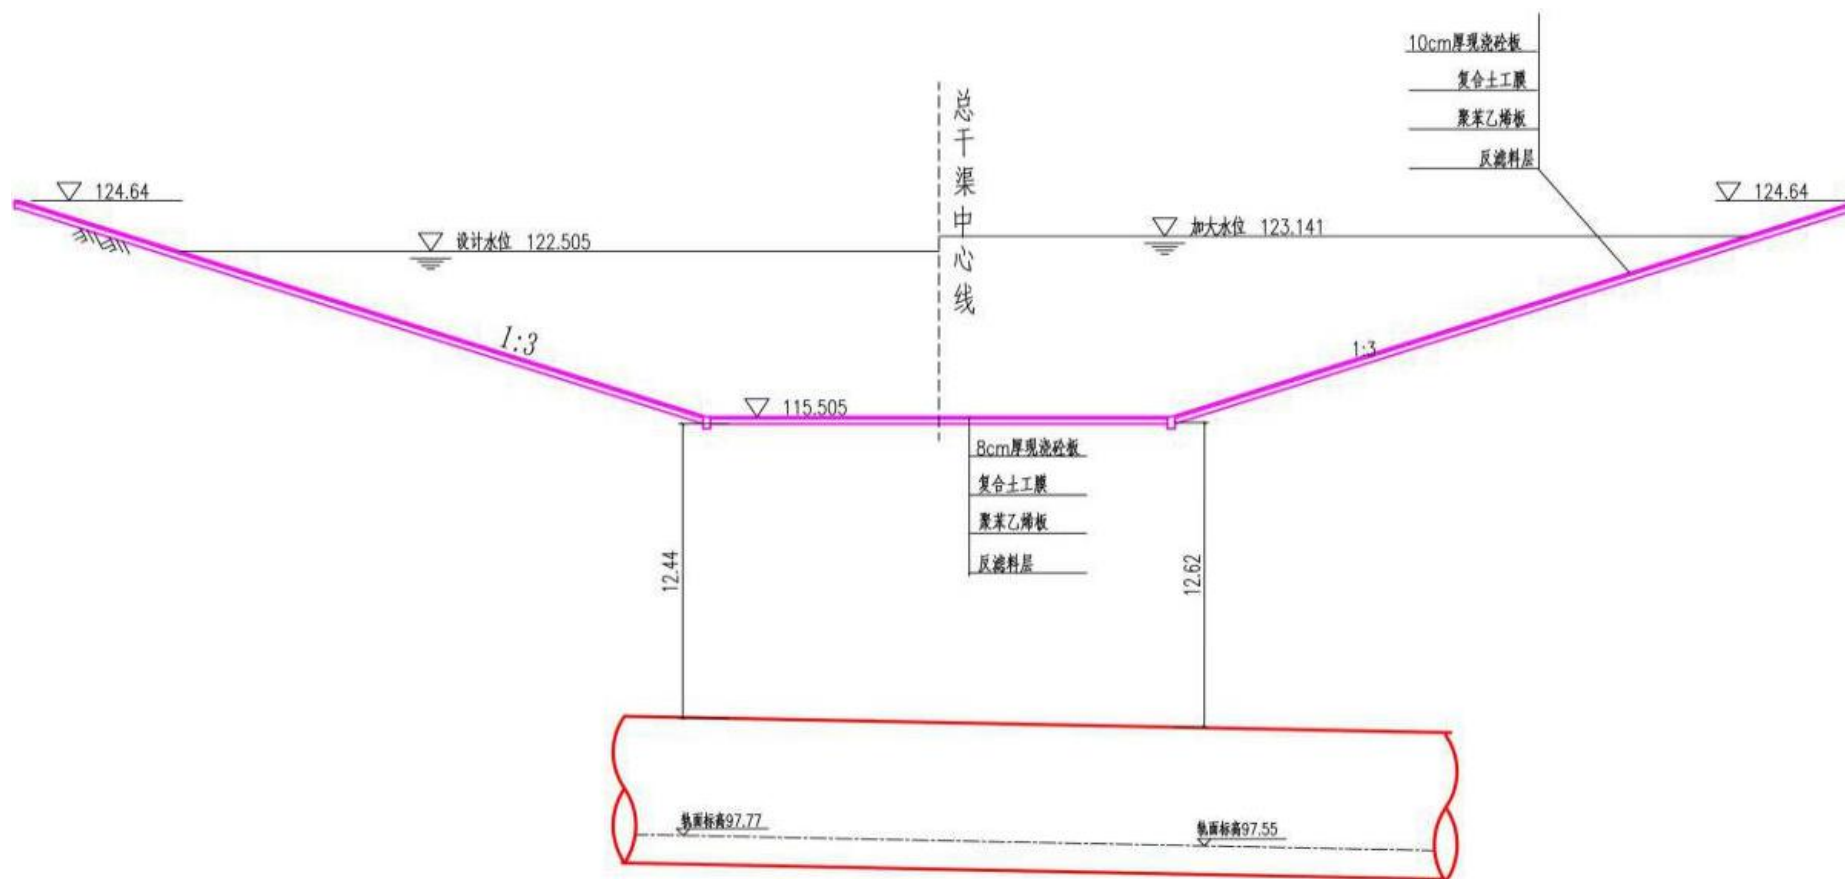 10cm厚现浇砼板
复合土工膜
聚苯乙烯板
反滤料层
总干渠中心线
124.64
124.64
设计水位 122.505
加大水位 123.141
1:3
1:3
115.505
8cm厚现浇砼板
复合土工膜
聚苯乙烯板
反滤料层
12.44
12.62
轨面标高97.77
轨面标高97.55